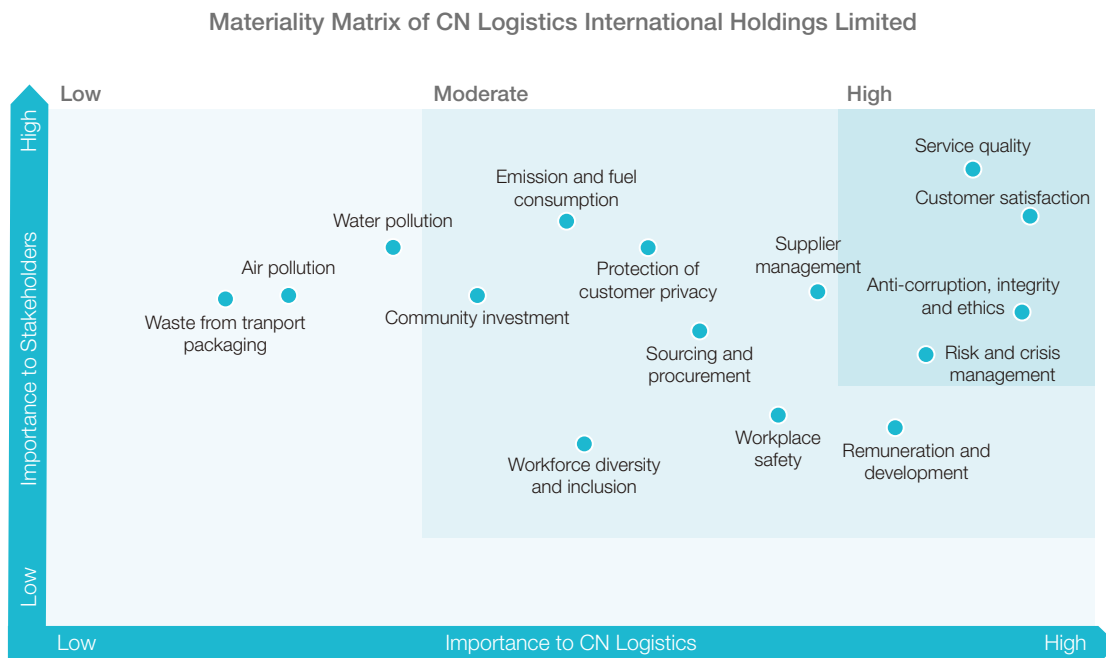 Materiality Matrix of CN Logistics International Holdings Limited
Low
Moderate
High
High
Importance to Stakeholders
Low
Service quality
Customer satisfaction
Emission and fuel
consumption
Water pollution
Air pollution
Supplier
management
Protection of
customer privacy
Anti-corruption, integrity
and ethics
Waste from tranport
packaging
Community investment
Sourcing and
procurement
Risk and crisis
management
Workplace
safety
Remuneration and
development
Workforce diversity
and inclusion
Low
Importance to CN Logistics
High